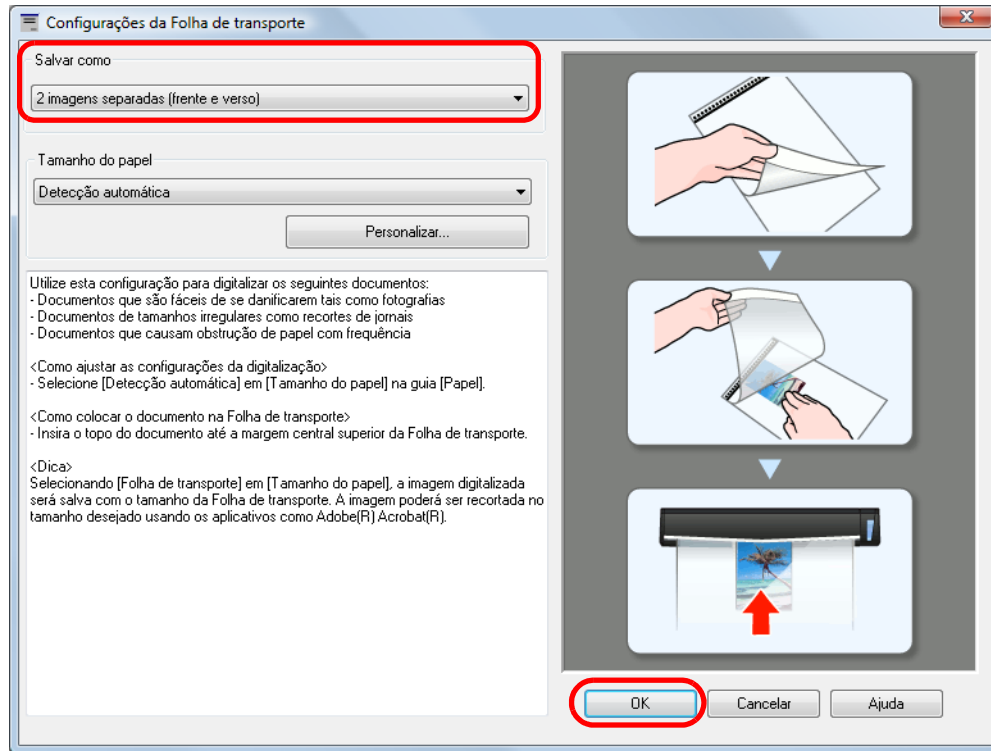 Configurações da Folha de transporte
Salvar como
2 imagens separadas (frente e verso)
Tamanho do papel
Detecção automática
Personalizar...
Utilize esta configuração para digitalizar os seguintes documentos:
- Documentos que são fáceis de se danificarem tais como fotografias
- Documentos de tamanhos irregulares como recortes de jornais
- Documentos que causam obstrução de papel com frequência
<Como ajustar as configurações da digitalização>
- Selecione [Detecção automática] em [Tamanho do papel] na guia [Papel].
<Como colocar o documento na Folha de transporte>
- Insira o topo do documento até a margem central superior da Folha de transporte.
<Dica>
Selecionando [Folha de transporte] em [Tamanho do papel], a imagem digitalizada
será salva com o tamanho da Folha de transporte. A imagem poderá ser recortada no
tamanho desejado usando os aplicativos como Adobe(R) Acrobat(R).
OK
Cancelar
Ajuda